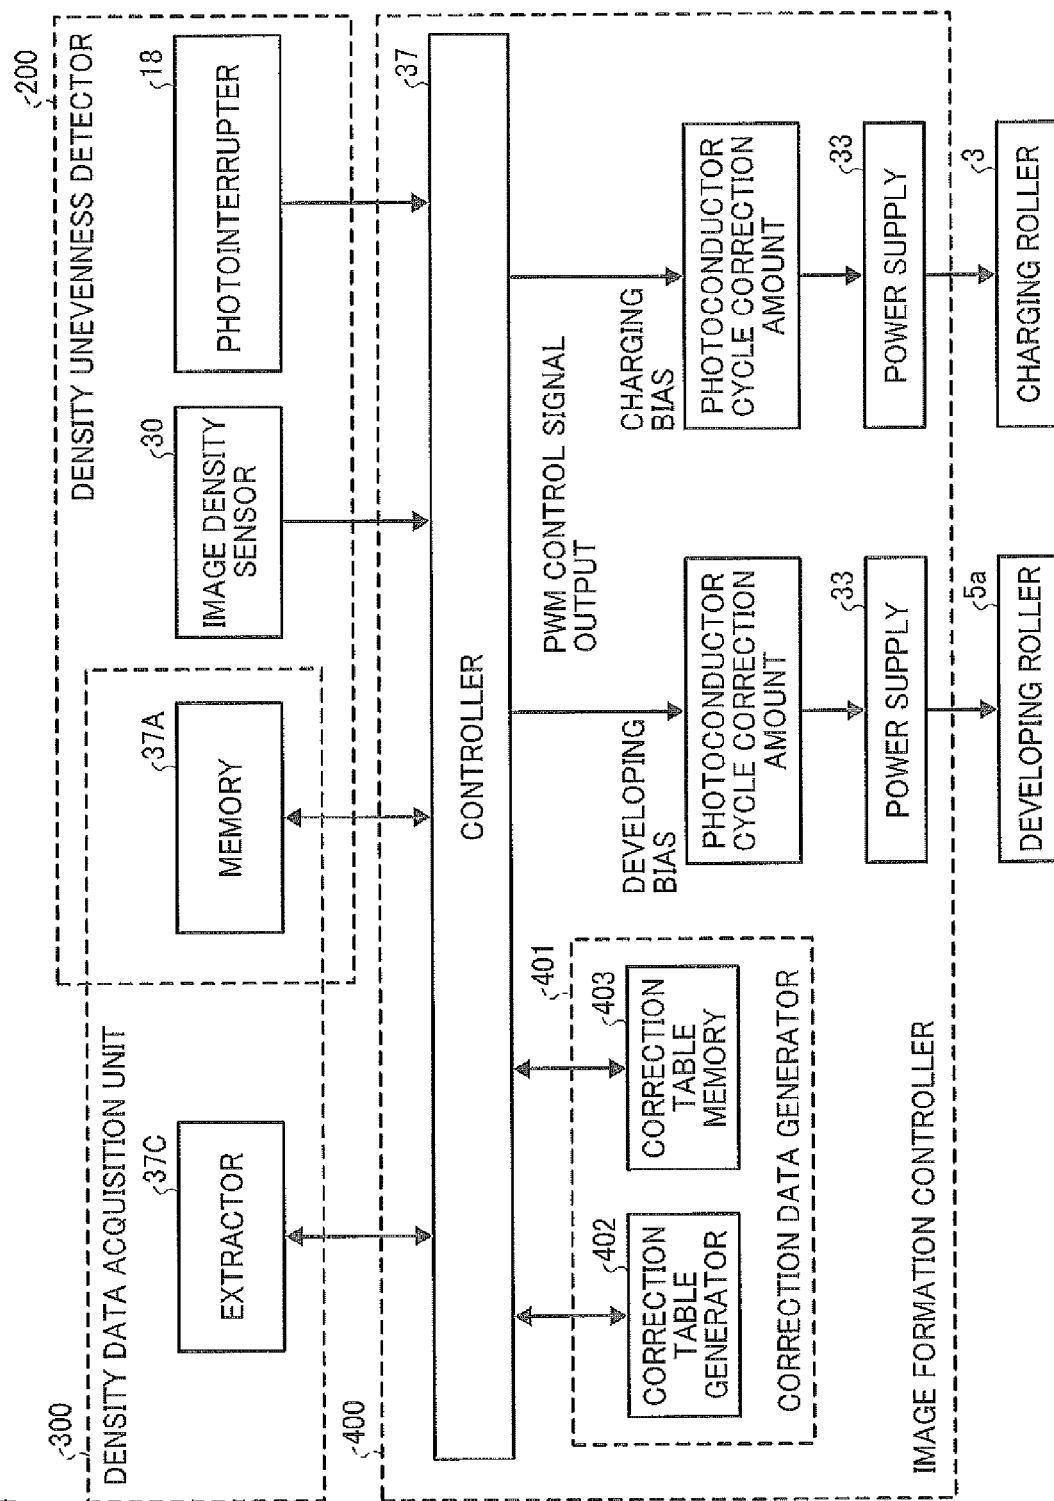 300
DENSITY DATA ACQUISITION UNIT
200
DENSITY UNEVENNESS DETECTOR
37C
EXTRACTOR
37A
MEMORY
30
IMAGE DENSITY
SENSOR
18
PHOTOINTERRUPTER
400
37
CONTROLLER
PWM CONTROL SIGNAL
OUTPUT
401
402
CORRECTION
TABLE
GENERATOR
403
CORRECTION
TABLE
MEMORY
CORRECTION DATA GENERATOR
DEVELOPING
BIAS
PHOTOCONDUCTOR
CYCLE CORRECTION
AMOUNT
33
POWER SUPPLY
CHARGING
BIAS
PHOTOCONDUCTOR
CYCLE CORRECTION
AMOUNT
33
POWER SUPPLY
IMAGE FORMATION CONTROLLER
5a
DEVELOPING ROLLER
3
CHARGING ROLLER